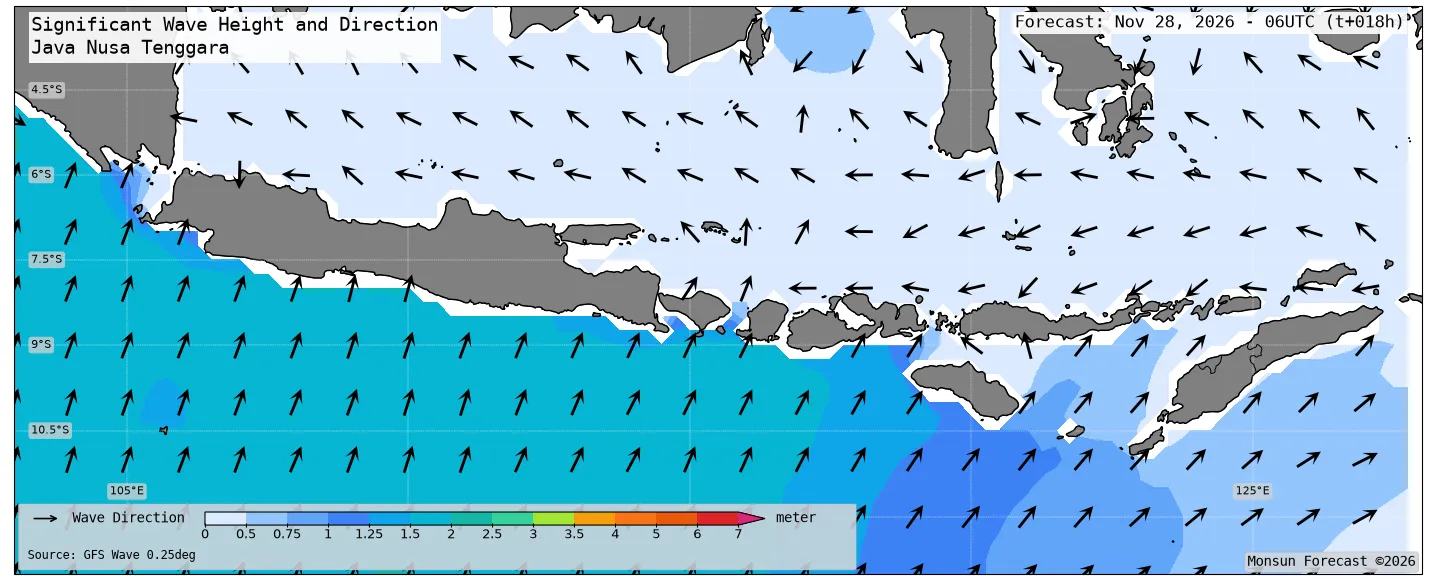 Significant Wave Height and Direction
Java Nusa Tenggara
Forecast: Nov 28, 2026 - 06UTC (t+018h)
4.5°S
6°S
7.5°S
9°S
10.5°S
105°E
125°E
Wave Direction
meter
0 0.5 0.75 1 1.25 1.5 2 2.5 3 3.5 4 5 6 7
Source: GFS Wave 0.25deg
Monsun Forecast ©2026